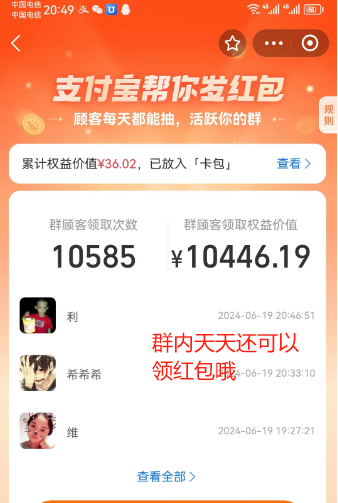 中国电信
中国电信 20:49
规则
支付宝帮你发红包
顾客每天都能抽，活跃你的群
累计权益价值¥36.02，已放入「卡包」 查看 >
群顾客领取次数 群顾客领取权益价值
10585 ¥10446.19
利 2024-06-19 20:46:51
群内天天还可以
领红包哦
希希希 2024-06-19 20:33:10
维 2024-06-19 19:27:21
查看全部 >